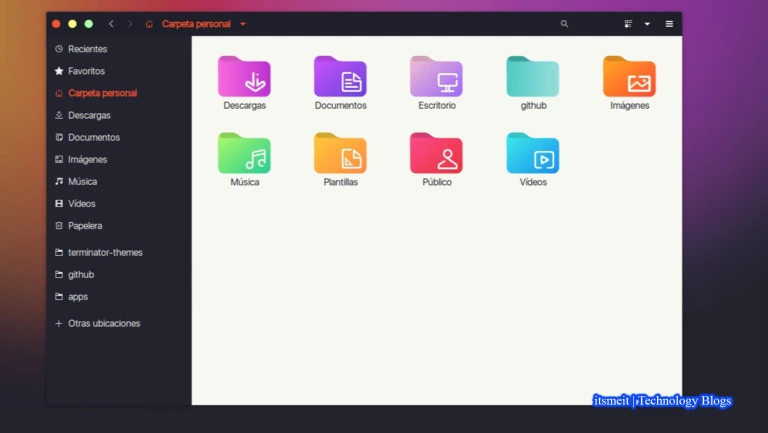 Carpeta personal
Recientes
Favoritos
Carpeta personal
Descargas
Documentos
Imágenes
Música
Vídeos
Papelera
terminator-themes
github
apps
Otras ubicaciones
Descargas Documentos Escritorio github Imágenes
Música Plantillas Público Vídeos
itsmeit | Technology Blogs